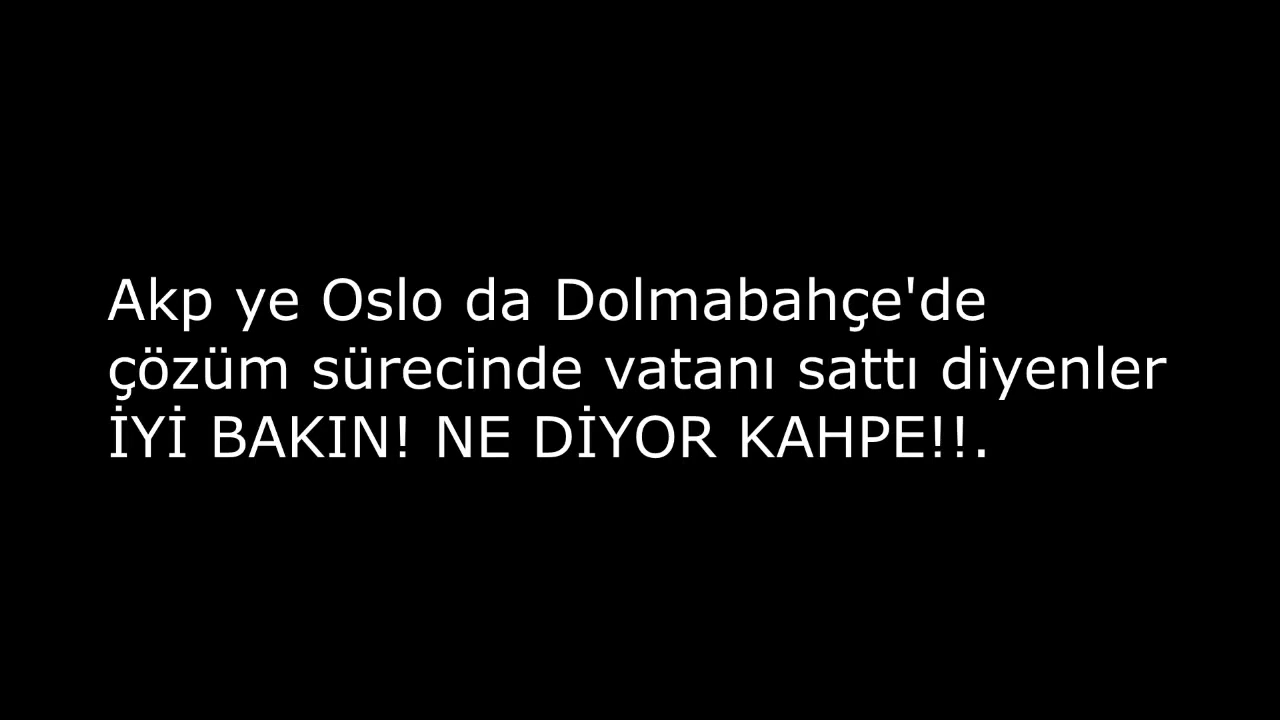 Akp ye Oslo da Dolmabahçe'de
çözüm sürecinde vatanı sattı diyenler
İYİ BAKIN! NE DİYOR KAHPE!!.